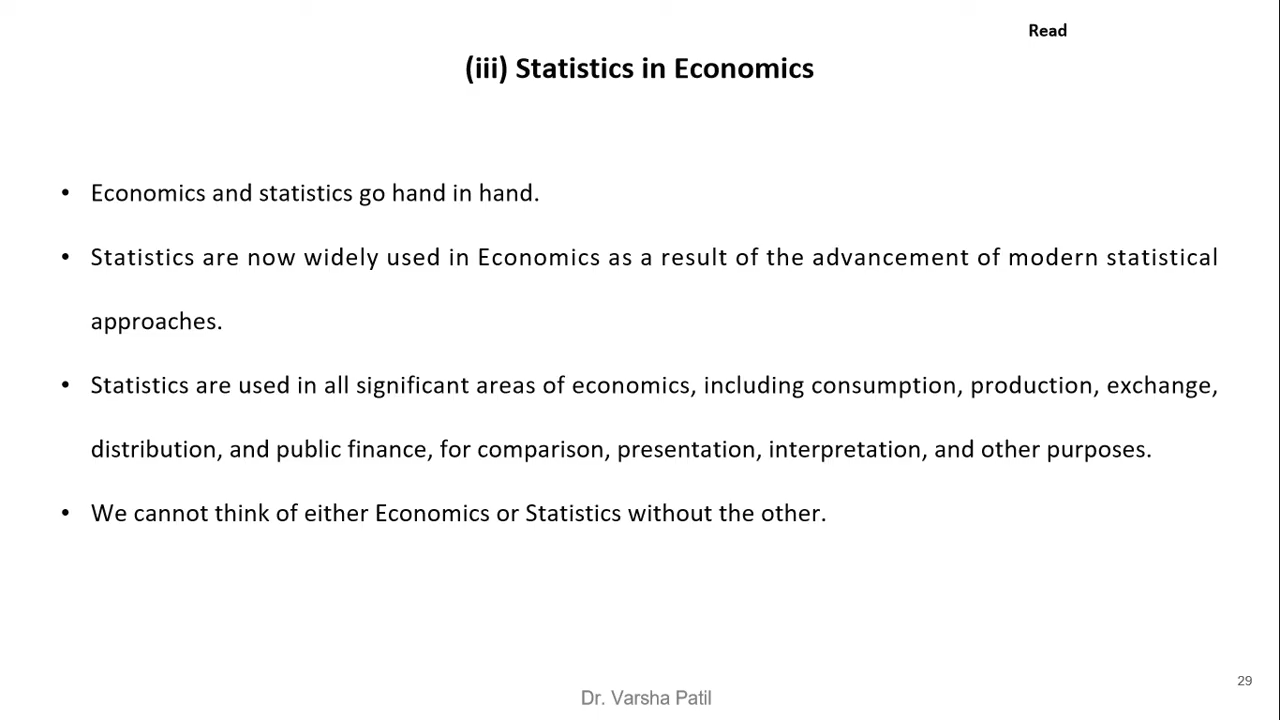 Read
(iii) Statistics in Economics
• Economics and statistics go hand in hand.
• Statistics are now widely used in Economics as a result of the advancement of modern statistical
approaches.
• Statistics are used in all significant areas of economics, including consumption, production, exchange,
distribution, and public finance, for comparison, presentation, interpretation, and other purposes.
• We cannot think of either Economics or Statistics without the other.
29
Dr. Varsha Patil